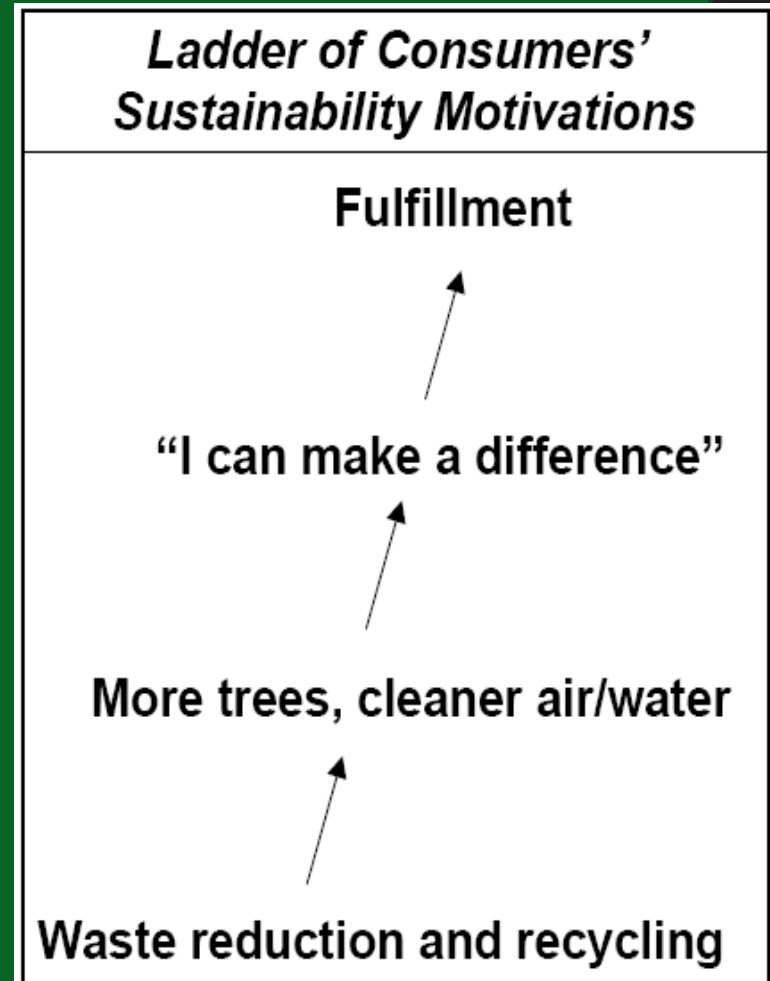 Ladder of Consumers’
Sustainability Motivations
Fulfillment
“I can make a difference”
More trees, cleaner air/water
Waste reduction and recycling